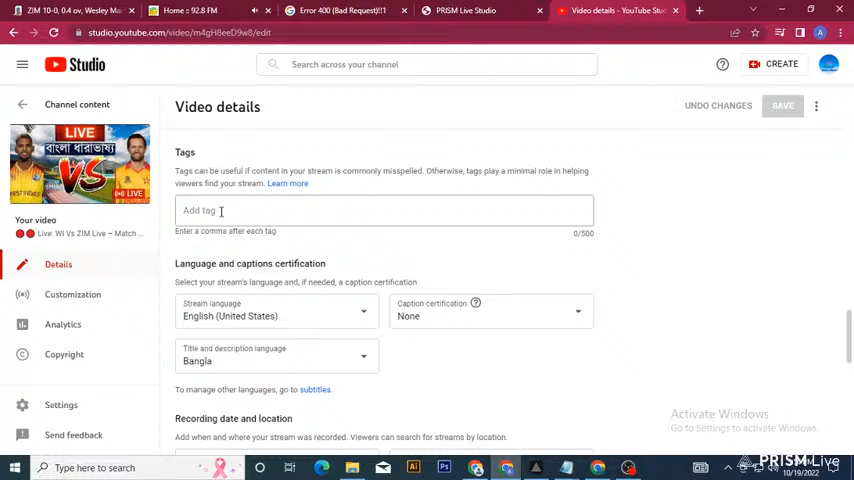 ZIM 10-0, 0.4 ov, Wesley Ma
Home :: 92.8 FM
Error 400 (Bad Request)!!1
PRISM Live Studio
Video details - YouTube Stud
studio.youtube.com/video/m4gH8eeD9w8/edit
Studio
Search across your channel
CREATE
Channel content
Video details
UNDO CHANGES
SAVE
LIVE
বাংলা ধারাভাষ্য
VS
LIVE
Tags
Tags can be useful if content in your stream is commonly misspelled. Otherwise, tags play a minimal role in helping
viewers find your stream. Learn more
Add tag
Enter a comma after each tag
0/500
Your video
Live: WI Vs ZIM Live – Match ...
Details
Customization
Analytics
Copyright
Settings
Send feedback
Language and captions certification
Select your stream's language and, if needed, a caption certification
Stream language
English (United States)
Caption certification
None
Title and description language
Bangla
To manage other languages, go to subtitles.
Recording date and location
Add when and where your stream was recorded. Viewers can search for streams by location.
Activate Windows
Go to Settings to activate Windows.
Type here to search
PRISM Live
10/19/2022